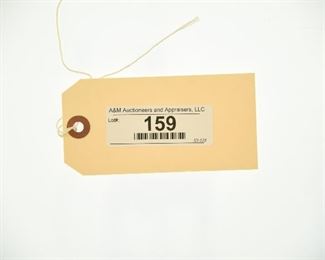 A&M Auctioneers and Appraisers, LLC
Lot#
159